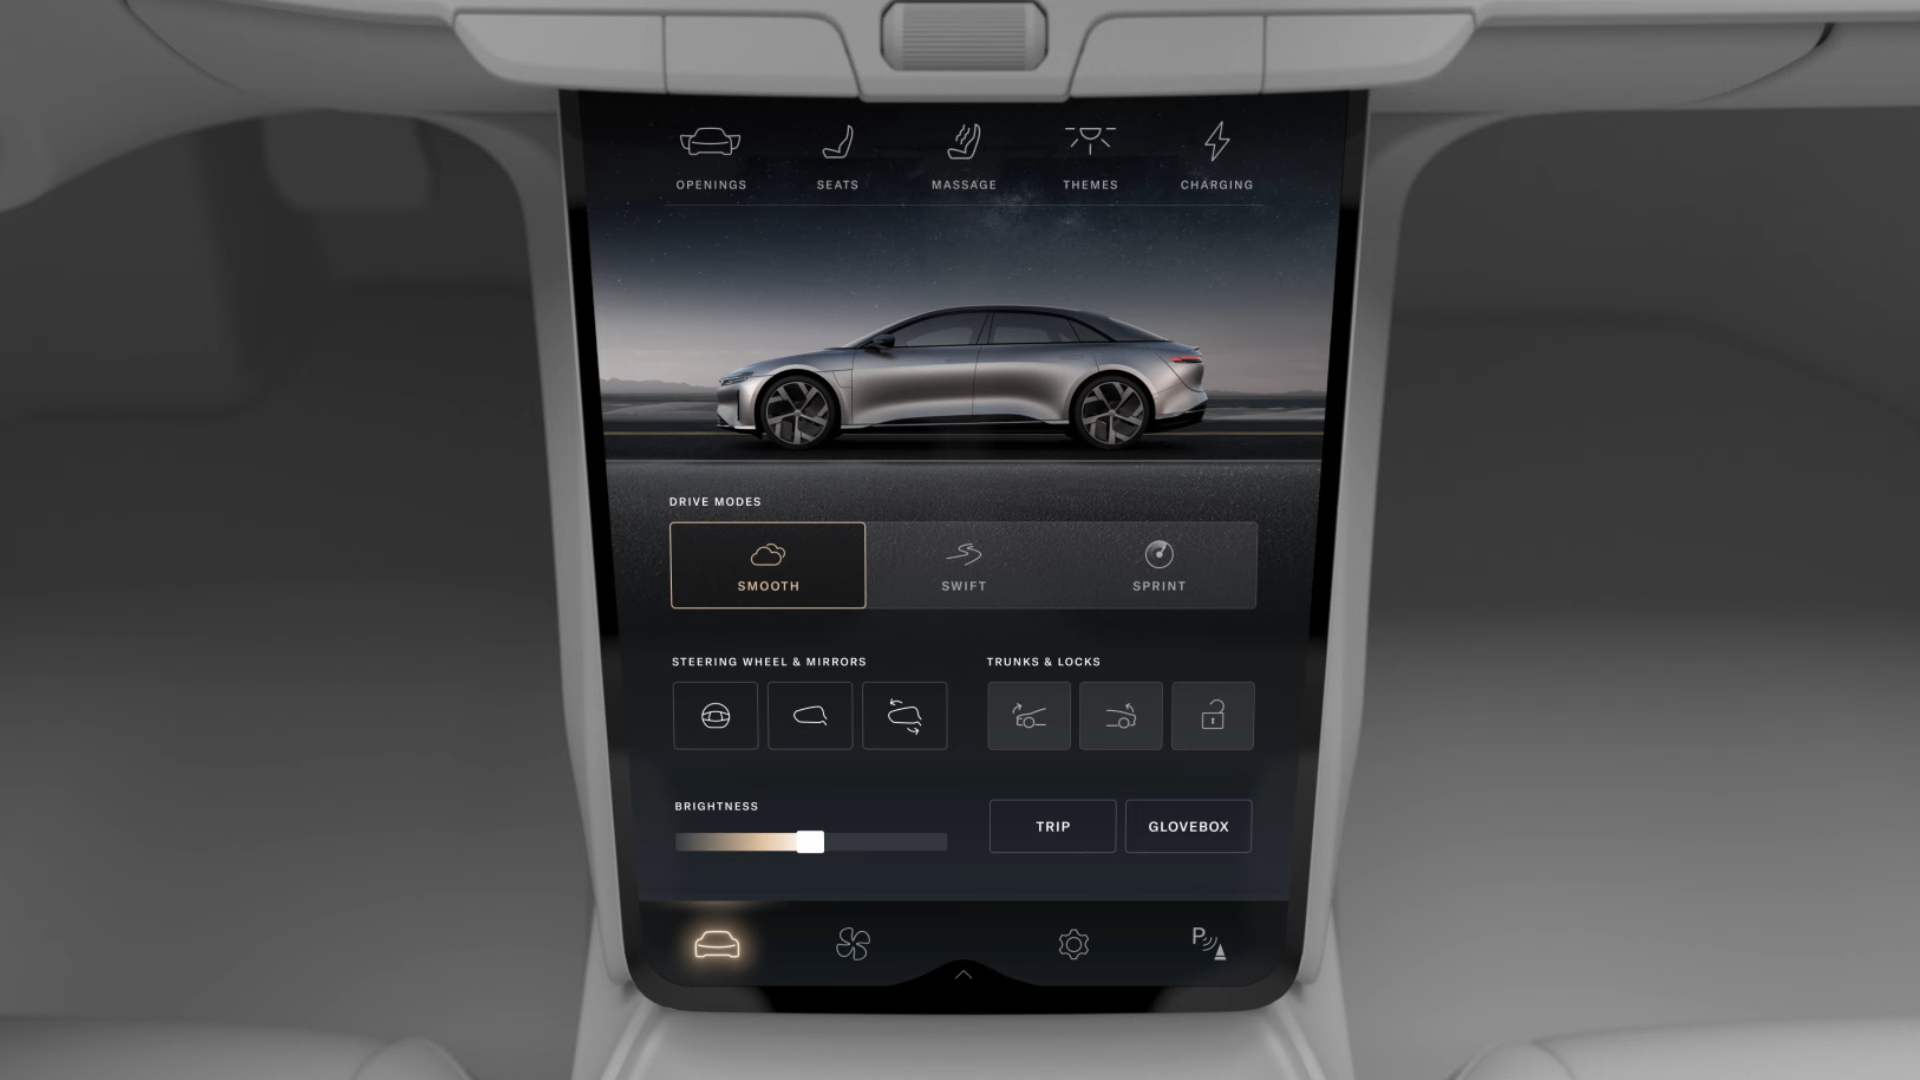 OPENINGS
SEATS
MASSAGE
THEMES
CHARGING
DRIVE MODES
SMOOTH
SWIFT
SPRINT
STEERING WHEEL & MIRRORS
TRUNKS & LOCKS
BRIGHTNESS
TRIP
GLOVEBOX
P